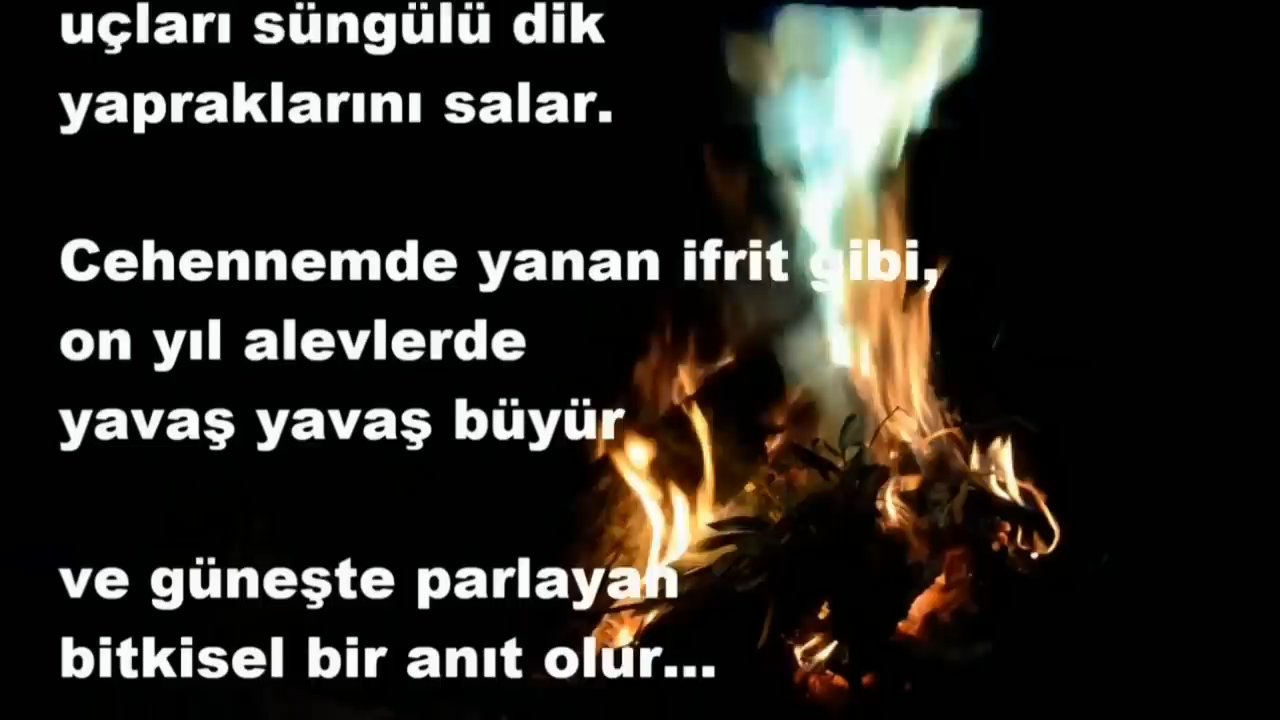 uçları süngülü dik
yapraklarını salar.
Cehennemde yanan ifrit gibi,
on yıl alevlerde
yavaş yavaş büyür
ve güneşte parlayan
bitkisel bir anıt olur...